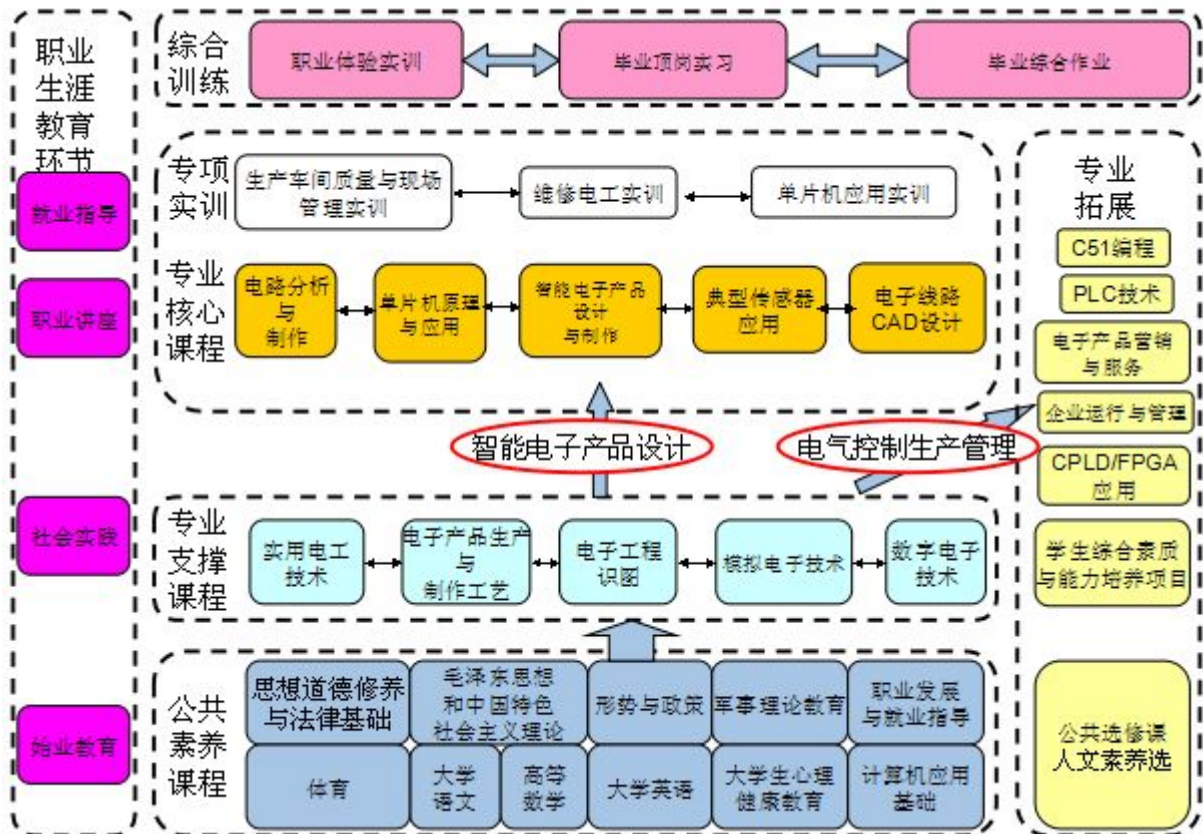 职业
生涯
教育
环节
就业指导
职业讲座
社会实践
始业教育
综合
训练
职业体验实训
毕业顶岗实习
毕业综合作业
专项
实训
生产车间质量与现场
管理实训
维修电工实训
单片机应用实训
专业
核心
课程
电路分析
与
制作
单片机原理
与应用
智能电子产品
设计
与制作
典型传感器
应用
电子线路
CAD设计
智能电子产品设计
电气控制生产管理
专业
支撑
课程
实用电工
技术
电子产品生产
与
制作工艺
电子工程
识图
模拟电子技术
数字电子
技术
公共
素养
课程
思想道德修养
与法律基础
毛泽东思想
和中国特色
社会主义理论
形势与政策
军事理论教育
职业发展
与就业指导
体育
大学
语文
高等
数学
大学英语
大学生心理
健康教育
计算机应用
基础
专业
拓展
C51编程
PLC技术
电子产品营销
与服务
企业运行与管理
CPLD/FPGA
应用
学生综合素质
与能力培养项目
公共选修课
人文素养选